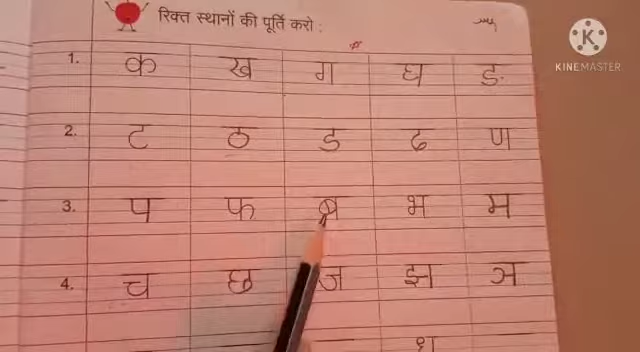 रिक्त स्थानों की पूर्ति करो :
K
KINEMASTER
1. क ख ग घ ङ
2. ट ठ ड ढ ण
3. प फ ब भ म
4. च छ ज झ ञ